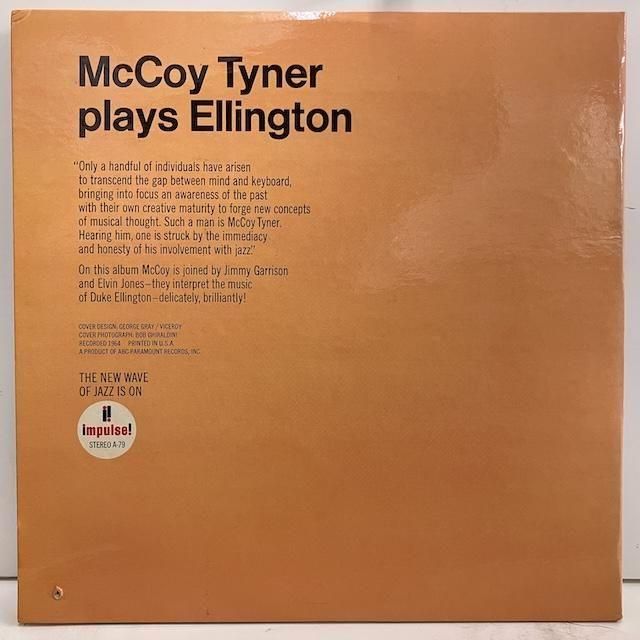 McCoy Tyner
plays Ellington
"Only a handful of individuals have arisen
to transcend the gap between mind and keyboard,
bringing into focus an awareness of the past
with their own creative maturity to forge new concepts
of musical thought. Such a man is McCoy Tyner.
Hearing him, one is struck by the immediacy
and honesty of his involvement with jazz."
On this album McCoy is joined by Jimmy Garrison
and Elvin Jones–they interpret the music
of Duke Ellington–delicately, brilliantly!
COVER DESIGN: GEORGE GRAY / VICEROY
COVER PHOTOGRAPH: BOB GHIRALDINI
RECORDED 1964 PRINTED IN U.S.A.
A PRODUCT OF ABC-PARAMOUNT RECORDS, INC.
THE NEW WAVE
OF JAZZ IS ON
i!
impulse!
STEREO A-79